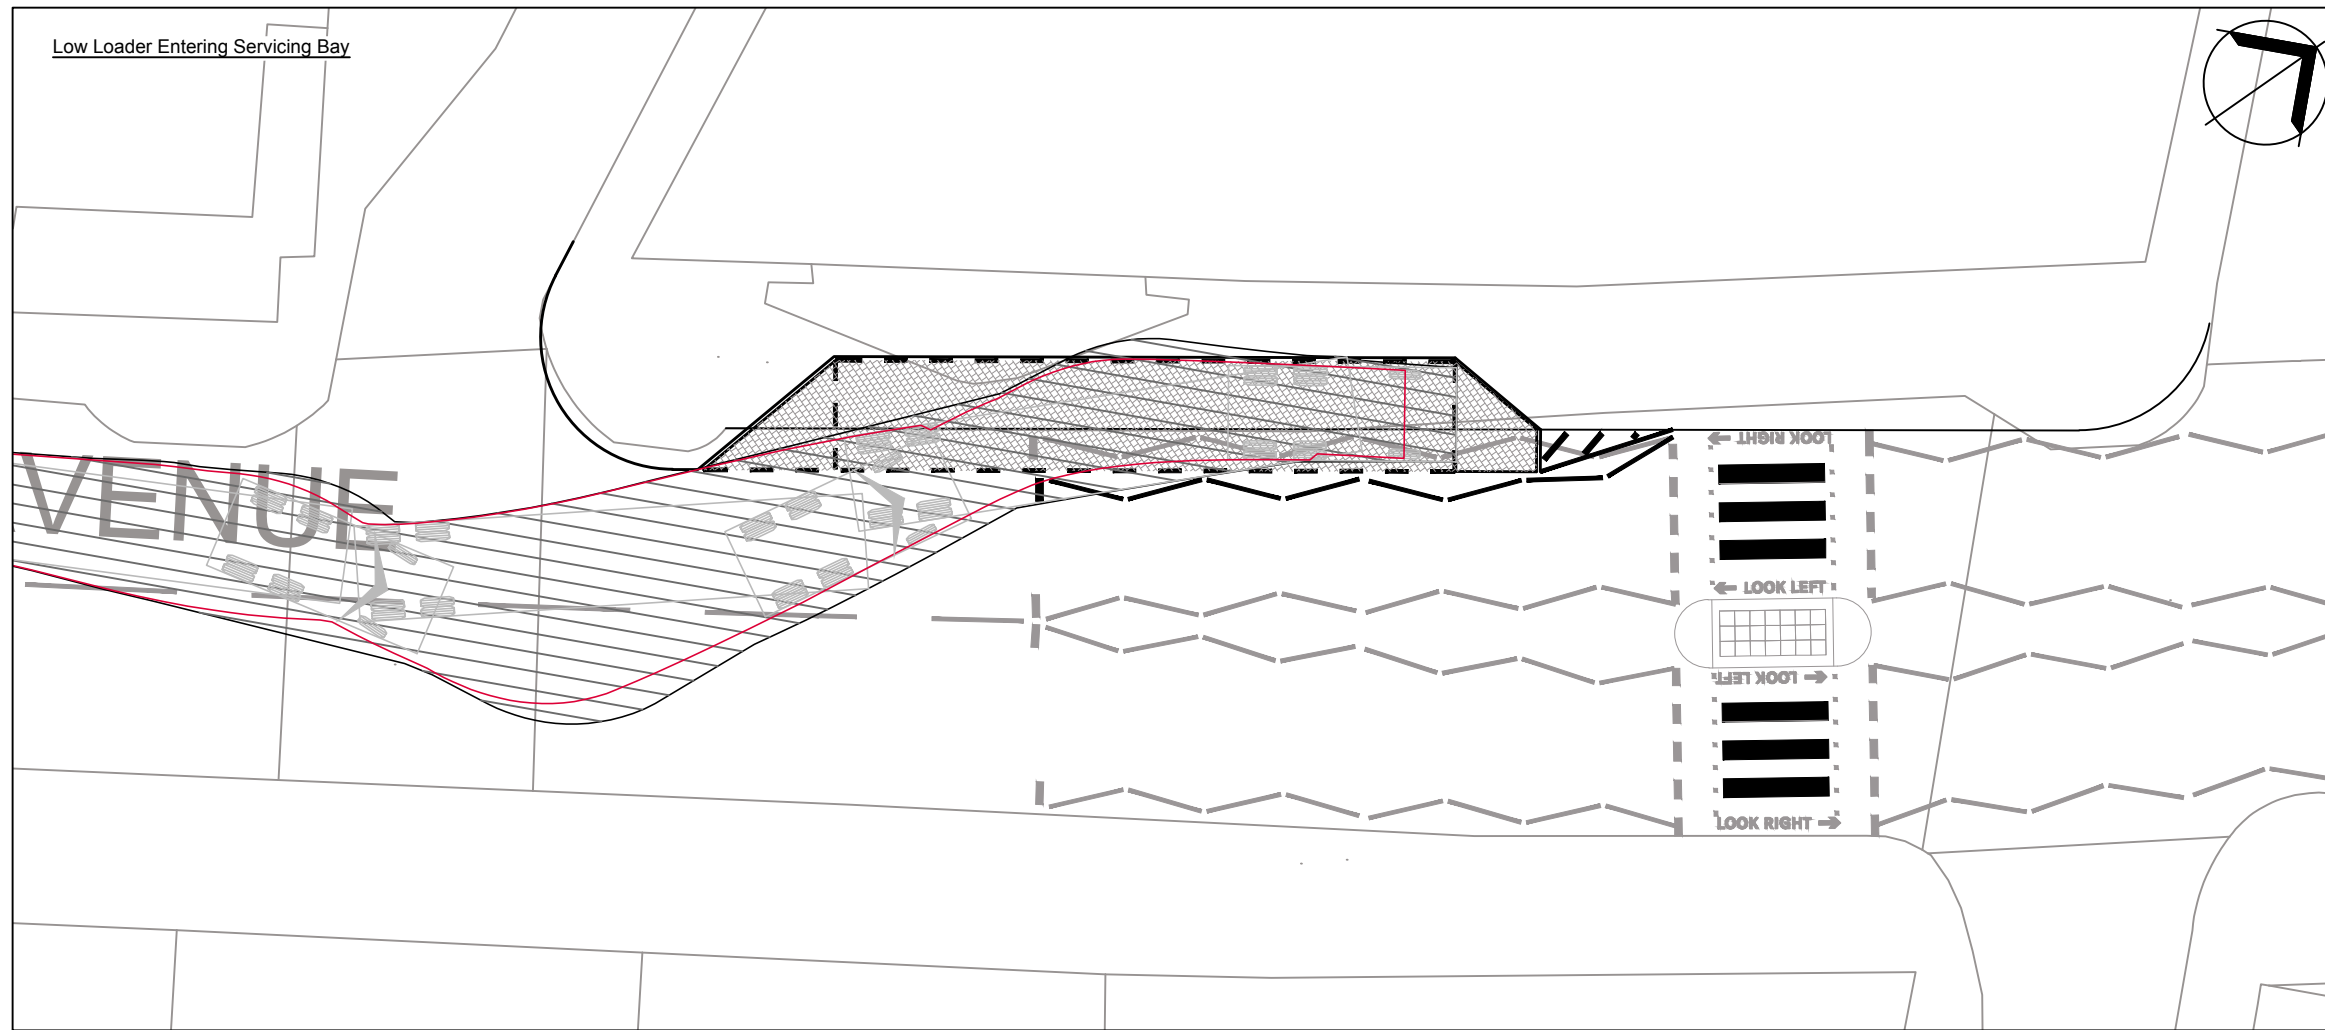 Low Loader Entering Servicing Bay
LOOK RIGHT
VENUE
LOOK LEFT
LOOK LEFT
LOOK RIGHT